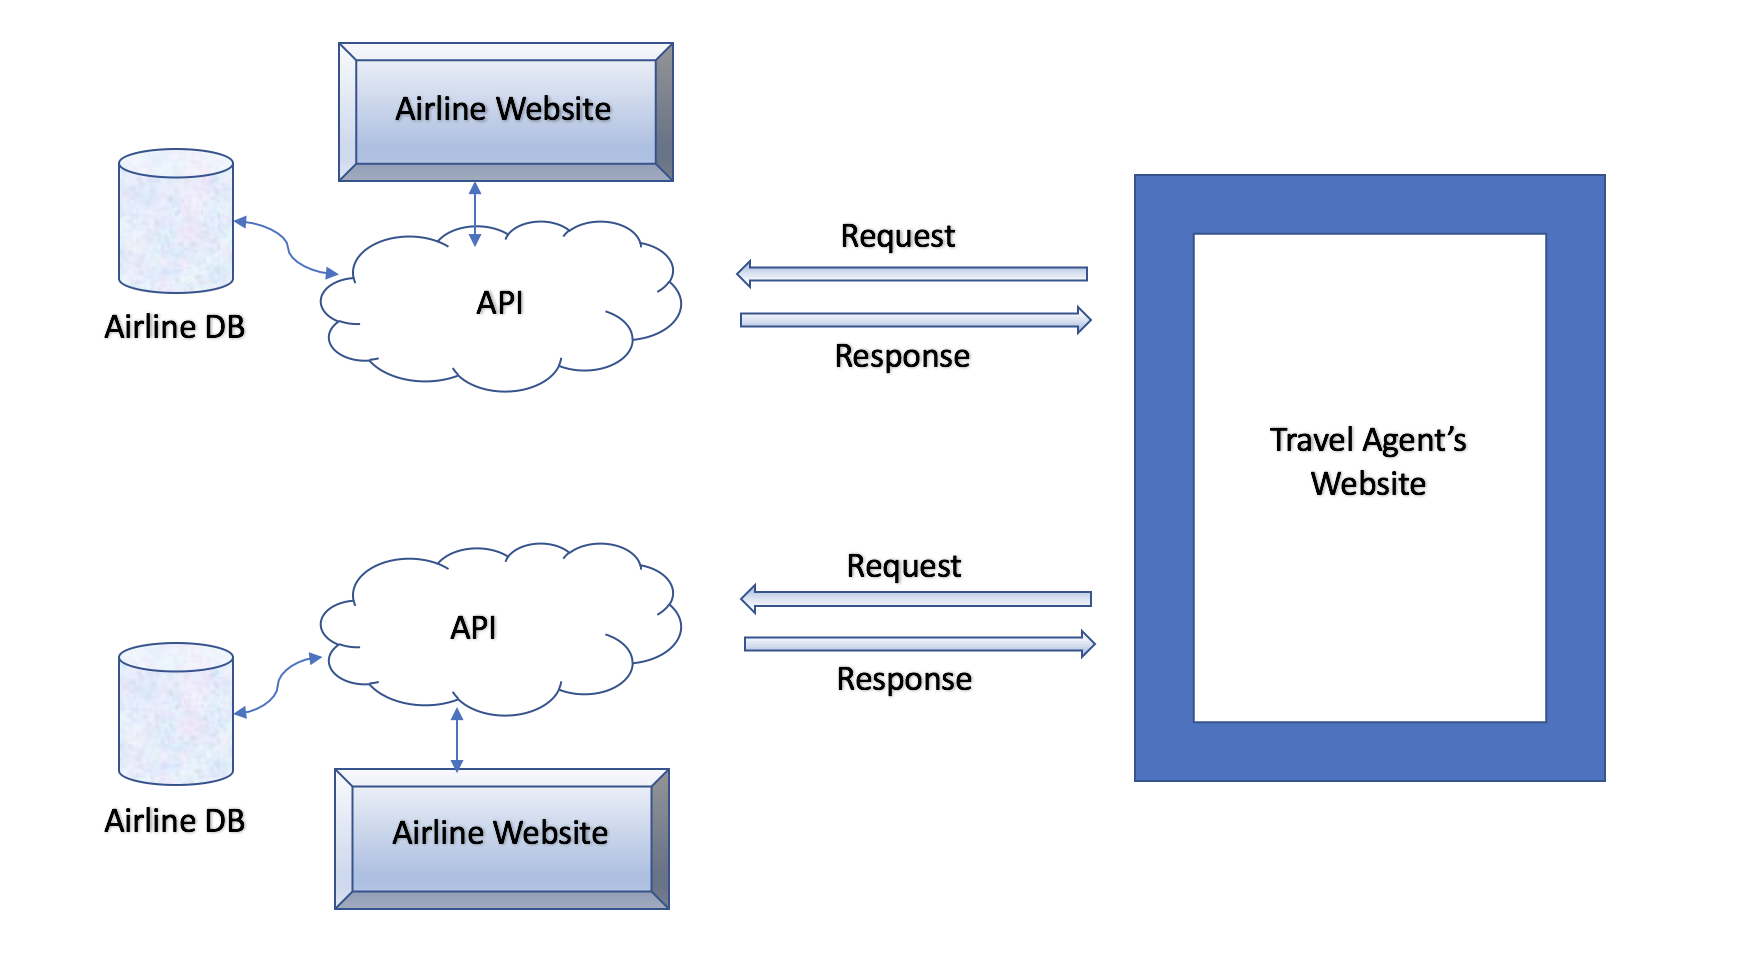 Airline Website
Airline DB
API
Request
Response
Travel Agent’s
Website
Request
Response
API
Airline DB
Airline Website